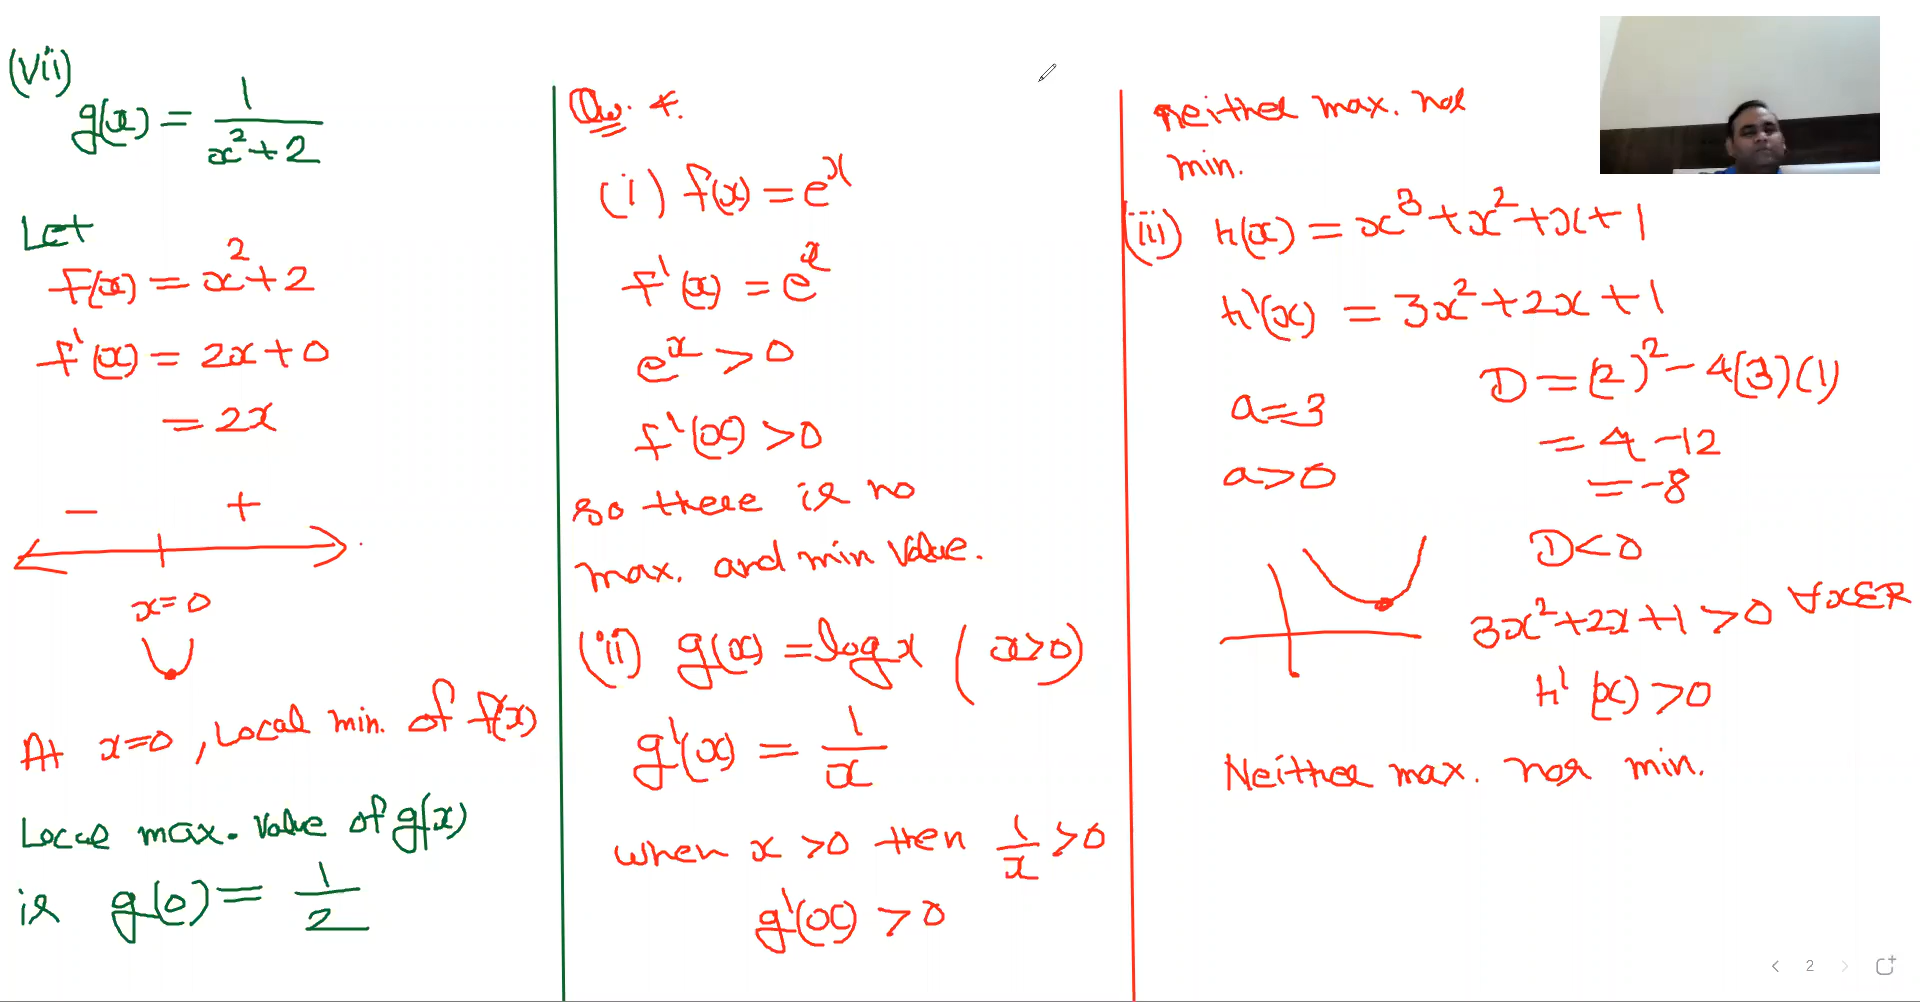 (vii)
g(x) = 1/(x²+2)
Let
f(x) = x²+2
f'(x) = 2x+0
= 2x
− +
x=0
At x=0, Local min. of f(x)
Local max. value of g(x)
is g(0) = 1/2
Qu. 4.
(i) f(x) = eˣ
f'(x) = eˣ
eˣ > 0
f'(x) > 0
so there is no
max. and min value.
(ii) g(x) = log x (x>0)
g'(x) = 1/x
when x > 0 then 1/x > 0
g'(x) > 0
neither max. nor
min.
(iii) h(x) = x³+x²+x+1
h'(x) = 3x²+2x+1
a=3
a>0
D = (2)²-4(3)(1)
= 4-12
= -8
D<0
3x²+2x+1 > 0 ∀x∈R
h'(x) > 0
Neither max. nor min.
2